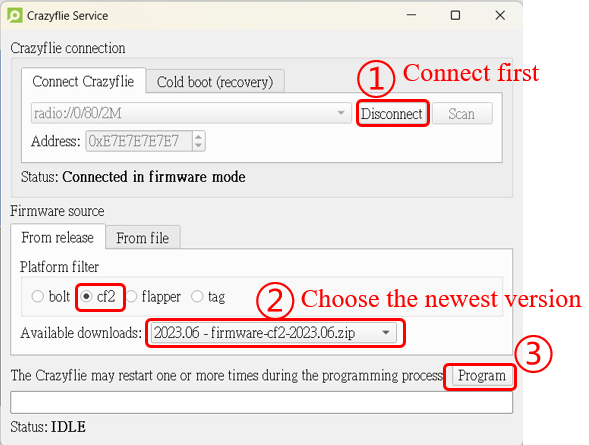 Crazyflie Service
Crazyflie connection
① Connect first
Connect Crazyflie Cold boot (recovery)
radio://0/80/2M Disconnect Scan
Address: 0xE7E7E7E7E7
Status: Connected in firmware mode
Firmware source
From release From file
Platform filter
bolt cf2 flapper tag
② Choose the newest version
Available downloads: 2023.06 - firmware-cf2-2023.06.zip
③
The Crazyflie may restart one or more times during the programming process Program
Status: IDLE